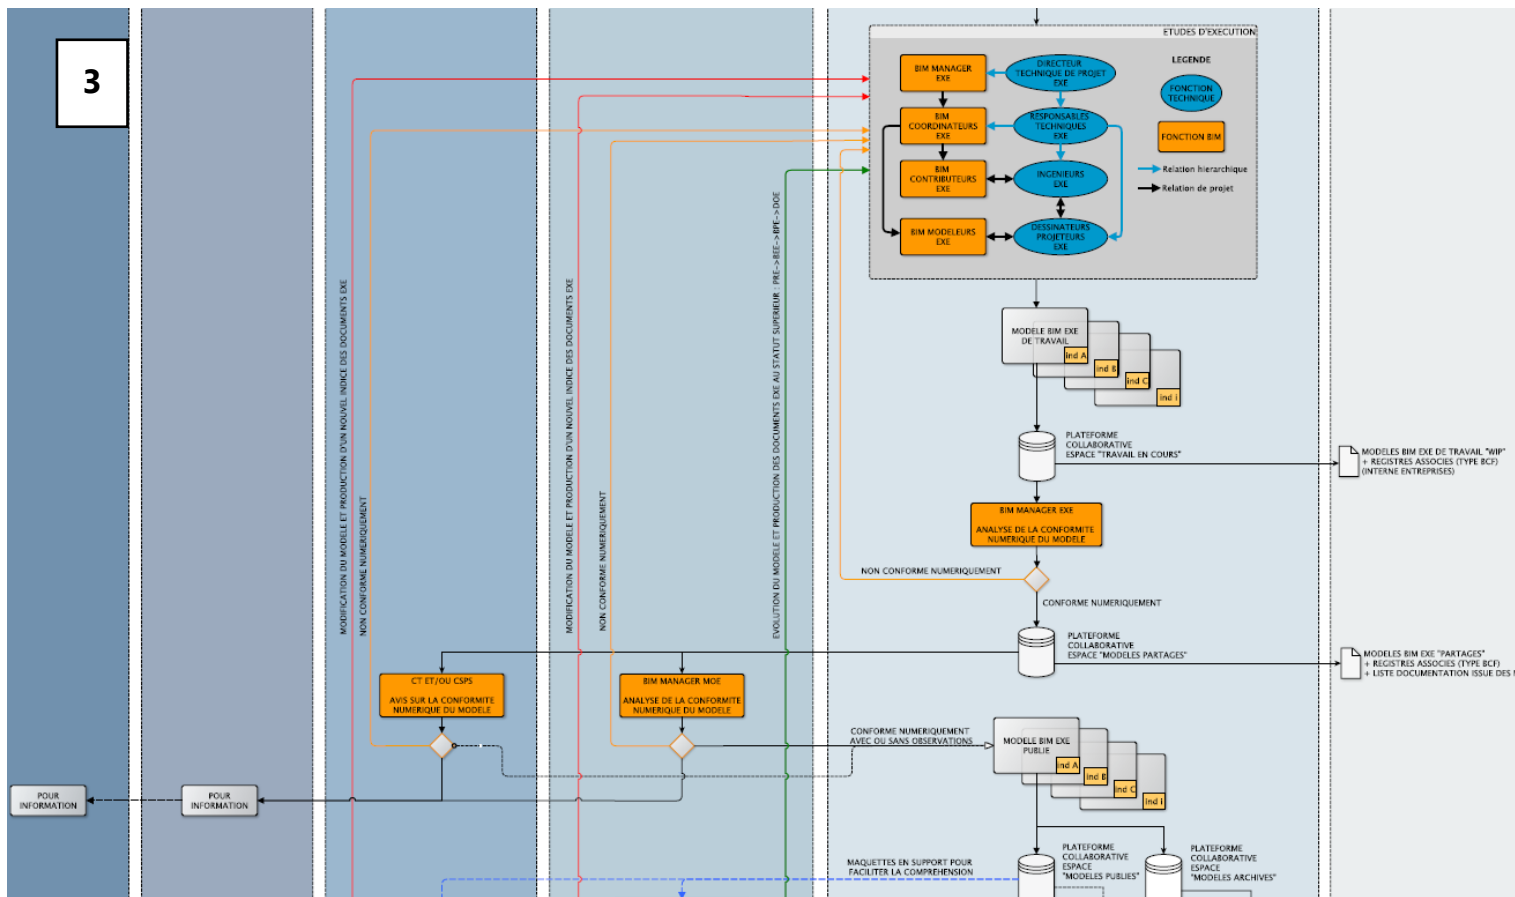 3
ETUDES D'EXECUTION
BIM MANAGER
EXE
DIRECTEUR
TECHNIQUE DE PROJET
EXE
LEGENDE
FONCTION
TECHNIQUE
BIM
COORDINATEURS
EXE
RESPONSABLES
TECHNIQUES
EXE
FONCTION BIM
BIM
CONTRIBUTEURS
EXE
INGENIEURS
EXE
Relation hierarchique
Relation de projet
BIM MODELEURS
EXE
DESSINATEURS
PROJETEURS
EXE
MODIFICATION DU MODELE ET PRODUCTION D'UN NOUVEL INDICE DES DOCUMENTS EXE
NON CONFORME NUMERIQUEMENT
MODIFICATION DU MODELE ET PRODUCTION D'UN NOUVEL INDICE DES DOCUMENTS EXE
NON CONFORME NUMERIQUEMENT
EVOLUTION DU MODELE ET PRODUCTION DES DOCUMENTS EXE AU STATUT SUPERIEUR : PRE->BEE->BPE->DOE
MODELE BIM EXE
DE TRAVAIL
ind A
ind B
ind C
ind i
PLATEFORME
COLLABORATIVE
ESPACE "TRAVAIL EN COURS"
MODELES BIM EXE DE TRAVAIL "WIP"
+ REGISTRES ASSOCIES (TYPE BCF)
(INTERNE ENTREPRISES)
BIM MANAGER EXE
ANALYSE DE LA CONFORMITE
NUMERIQUE DU MODELE
NON CONFORME NUMERIQUEMENT
CONFORME NUMERIQUEMENT
PLATEFORME
COLLABORATIVE
ESPACE "MODELES PARTAGES"
MODELES BIM EXE "PARTAGES"
+ REGISTRES ASSOCIES (TYPE BCF)
+ LISTE DOCUMENTATION ISSUE DES
CT ET/OU CSPS
AVIS SUR LA CONFORMITE
NUMERIQUE DU MODELE
BIM MANAGER MOE
ANALYSE DE LA CONFORMITE
NUMERIQUE DU MODELE
CONFORME NUMERIQUEMENT
AVEC OU SANS OBSERVATIONS
MODELE BIM EXE
PUBLIE
ind A
ind B
ind C
ind i
POUR
INFORMATION
POUR
INFORMATION
MAQUETTES EN SUPPORT POUR
FACILITER LA COMPRÉHENSION
PLATEFORME
COLLABORATIVE
ESPACE
"MODELES PUBLIES"
PLATEFORME
COLLABORATIVE
ESPACE
"MODELES ARCHIVES"